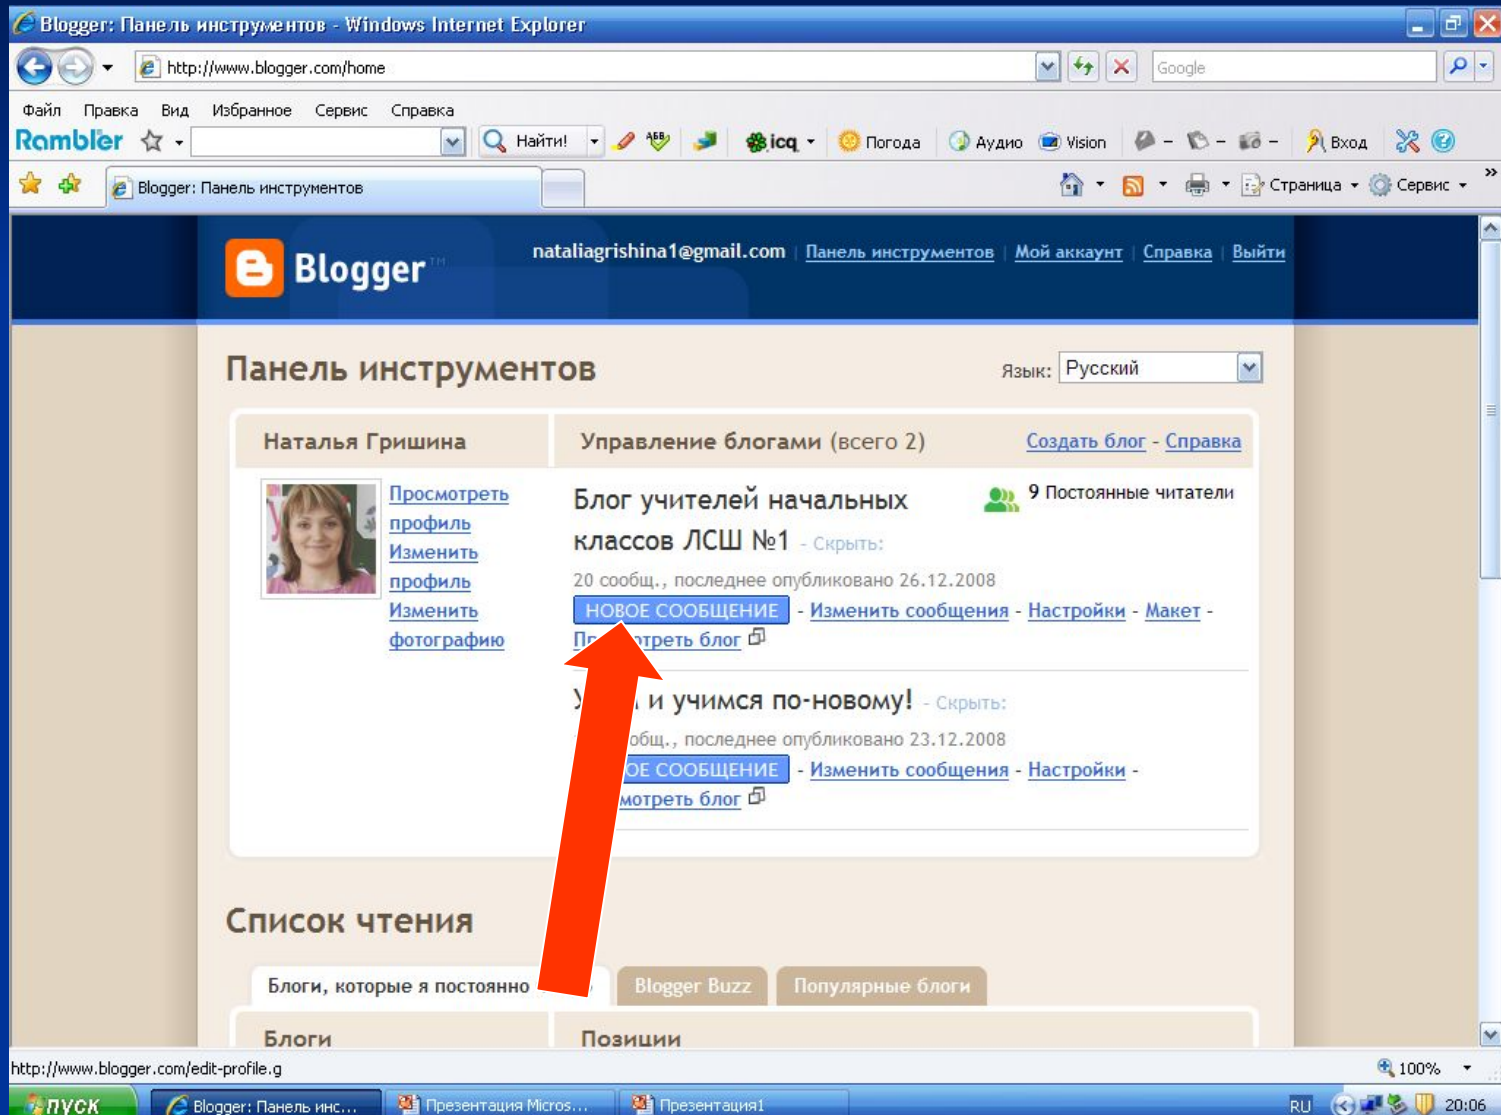 Blogger: Панель инструментов - Windows Internet Explorer
http://www.blogger.com/home
Google
Файл Правка Вид Избранное Сервис Справка
Rambler Найти! АБВ icq Погода Аудио Vision Вход
Blogger: Панель инструментов Страница Сервис »
Blogger™ nataliagrishina1@gmail.com | Панель инструментов | Мой аккаунт | Справка | Выйти
Панель инструментов
Язык: Русский
Наталья Гришина
Управление блогами (всего 2) Создать блог - Справка
Просмотреть
профиль
Изменить
профиль
Изменить
фотографию
Блог учителей начальных
классов ЛСШ №1 - Скрыть:
9 Постоянные читатели
20 сообщ., последнее опубликовано 26.12.2008
НОВОЕ СООБЩЕНИЕ - Изменить сообщения - Настройки - Макет -
блог
и учимся по-новому! - Скрыть:
последнее опубликовано 23.12.2008
СООБЩЕНИЕ - Изменить сообщения - Настройки -
блог
Список чтения
Блоги, которые я постоянно Blogger Buzz Популярные блоги
Блоги Позиции
http://www.blogger.com/edit-profile.g 100%
пуск Blogger: Панель инс... Презентация Micros... Презентация1 RU 20:06